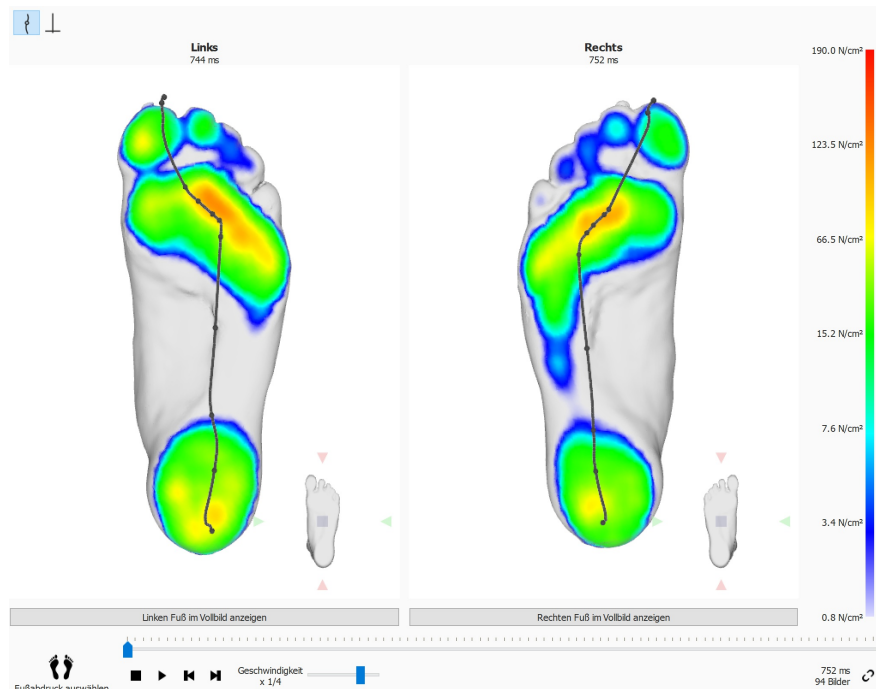 Links
744 ms
Rechts
752 ms
190.0 N/cm²
123.5 N/cm²
66.5 N/cm²
15.2 N/cm²
7.6 N/cm²
3.4 N/cm²
0.8 N/cm²
Linken Fuß im Vollbild anzeigen
Rechten Fuß im Vollbild anzeigen
Geschwindigkeit
x 1/4
752 ms
94 Bilder
Fußabdruck auswählen